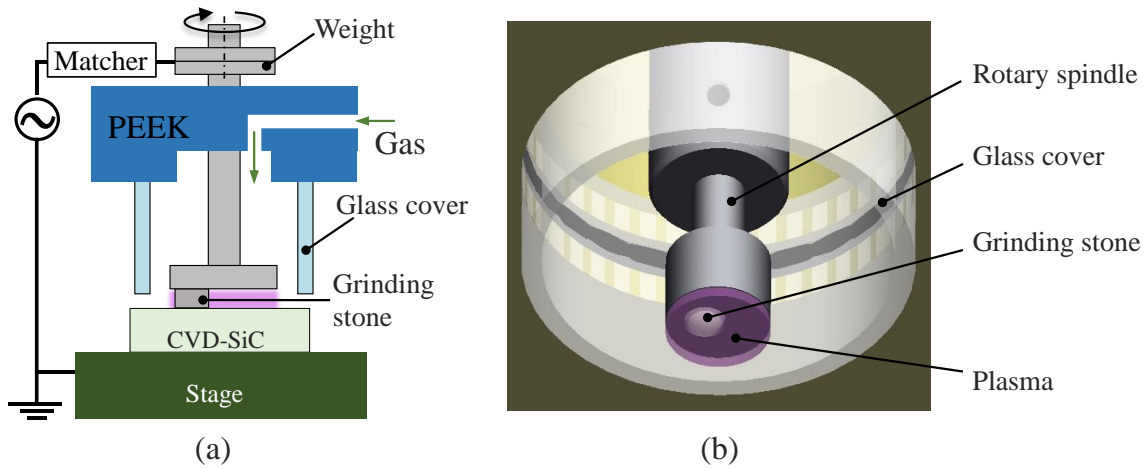 Weight
Matcher
PEEK
Gas
Glass cover
Grinding
stone
CVD-SiC
Stage
(a)
Rotary spindle
Glass cover
Grinding stone
Plasma
(b)